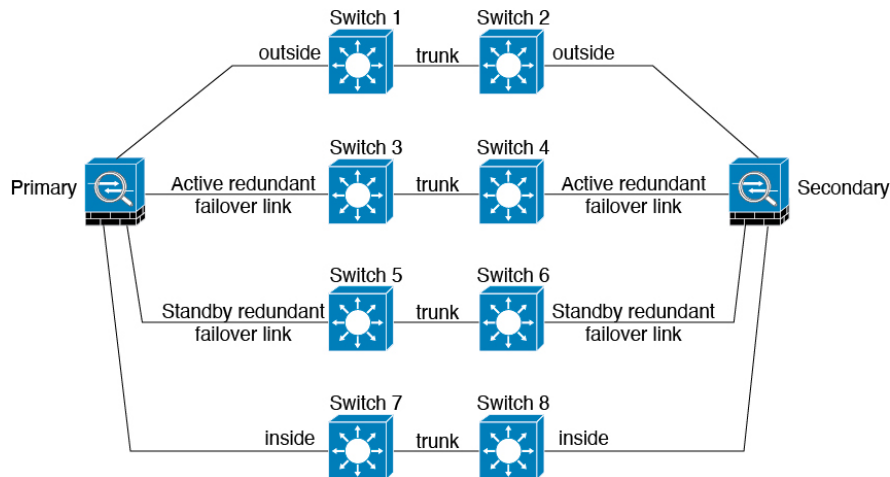 Switch 1
Switch 2
outside
trunk
outside
Switch 3
Switch 4
Primary
Active redundant
failover link
trunk
Active redundant
failover link
Secondary
Switch 5
Switch 6
Standby redundant
failover link
trunk
Standby redundant
failover link
Switch 7
Switch 8
inside
trunk
inside